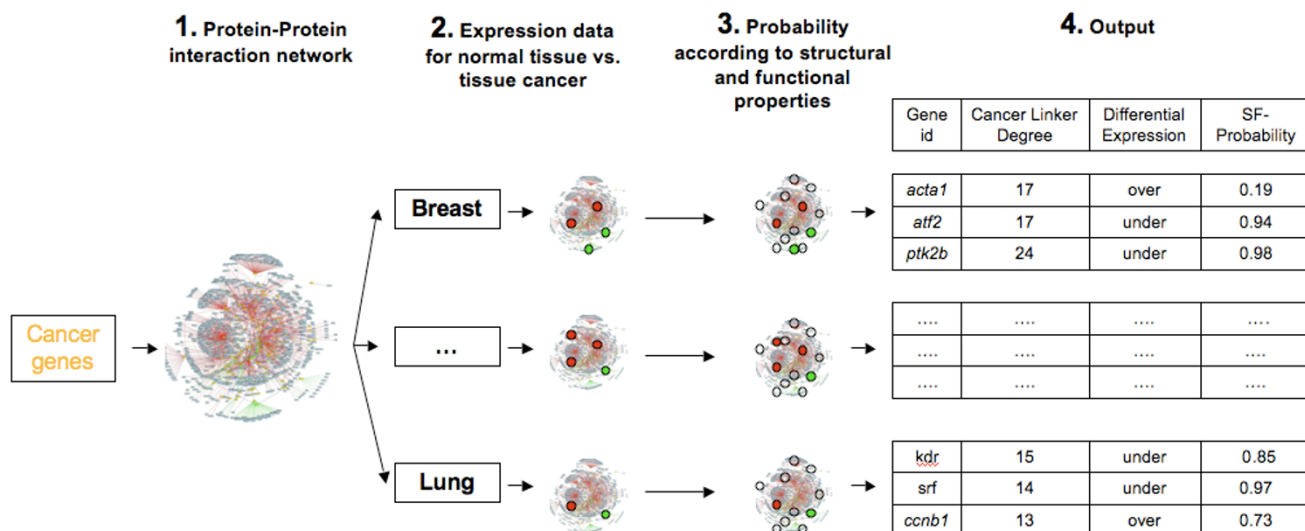 1. Protein-Protein
interaction network
2. Expression data
for normal tissue vs.
tissue cancer
3. Probability
according to structural
and functional
properties
4. Output
Gene id | Cancer Linker Degree | Differential Expression | SF-Probability
Cancer
genes
Breast
acta1 17 over 0.19
atf2 17 under 0.94
ptk2b 24 under 0.98
...
.... .... .... ....
.... .... .... ....
.... .... .... ....
Lung
kdr 15 under 0.85
srf 14 under 0.97
ccnb1 13 over 0.73